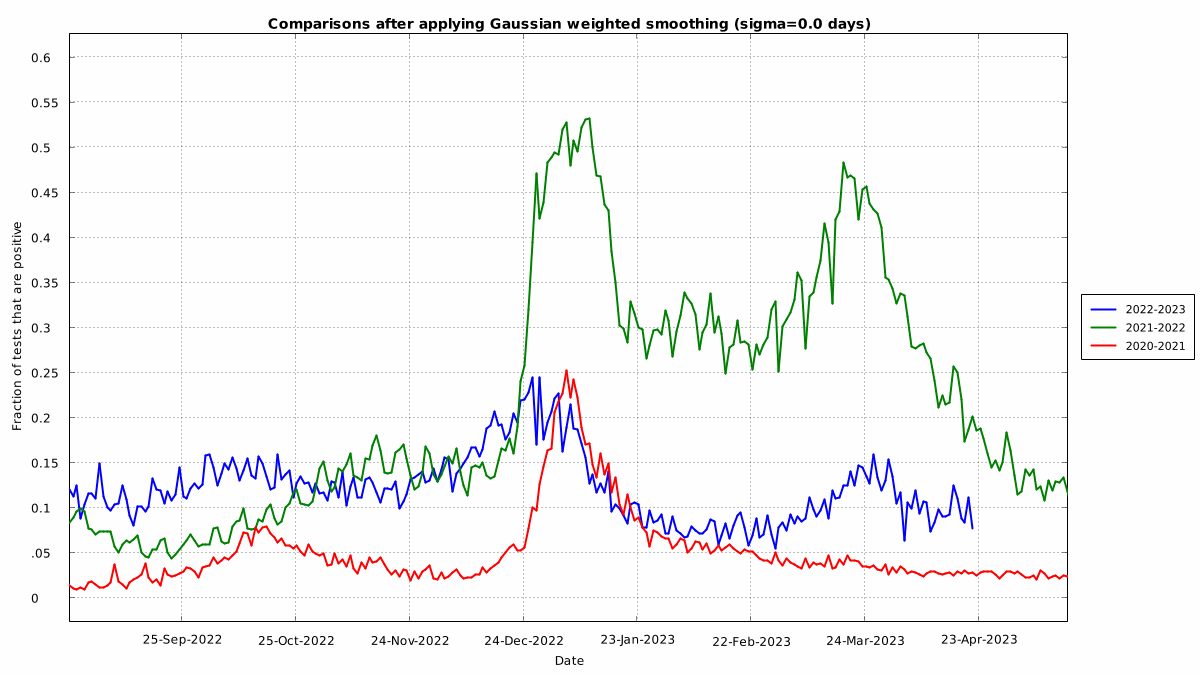 Comparisons after applying Gaussian weighted smoothing (sigma=0.0 days)
0.6
0.55
0.5
0.45
0.4
0.35
0.3
0.25
0.2
0.15
0.1
.05
0
Fraction of tests that are positive
25-Sep-2022
25-Oct-2022
24-Nov-2022
24-Dec-2022
23-Jan-2023
22-Feb-2023
24-Mar-2023
23-Apr-2023
Date
2022-2023
2021-2022
2020-2021